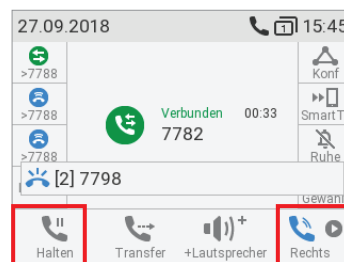 27.09.2018 1 15:45
>7788
Konf
>7788
Verbunden 00:33
SmartT
7782
>7788
Ruhe
[2] 7798
Halten Transfer +Lautsprecher Rechts